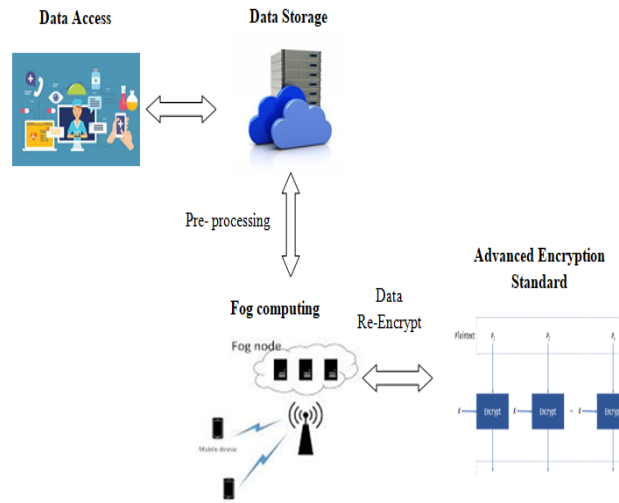 Data Access
Data Storage
Pre- processing
Advanced Encryption
Standard
Fog computing
Data
Re-Encrypt
Fog node
Mobile device
Plaintext
Encrypt
Encrypt
Encryp